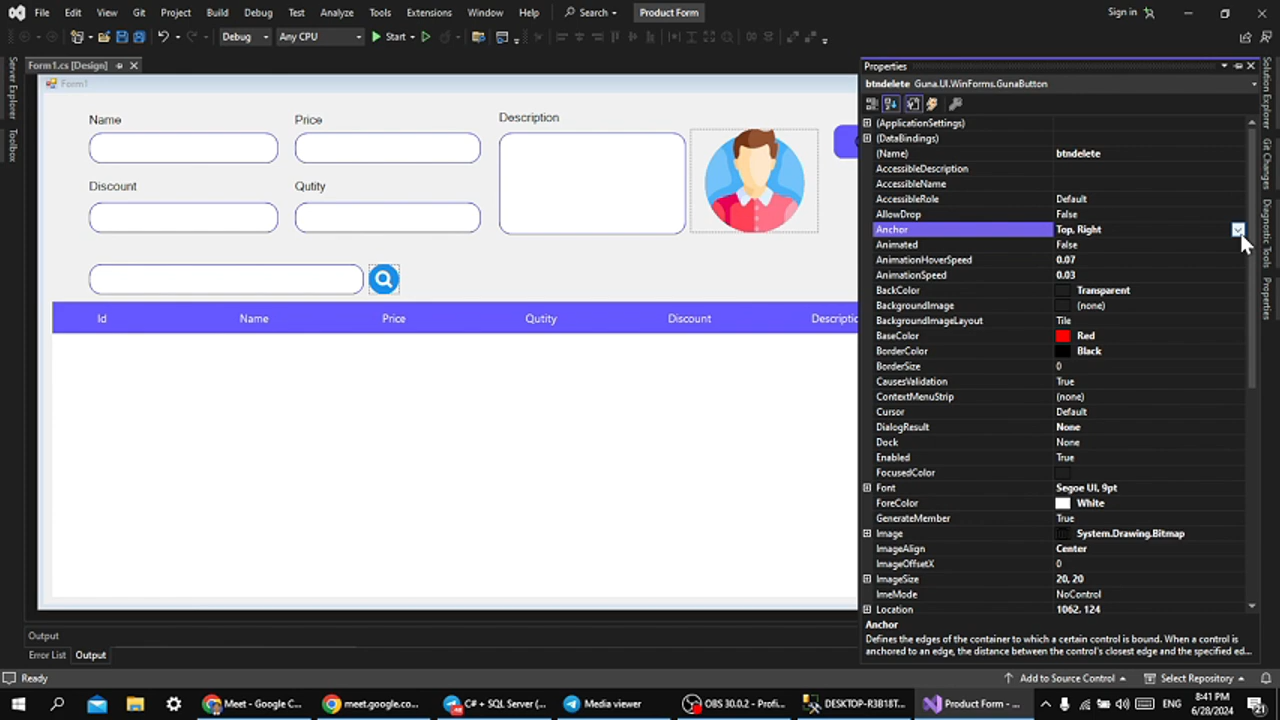 File Edit View Git Project Build Debug Test Analyze Tools Extensions Window Help Search Product Form Sign in
Debug Any CPU Start
Form1.cs [Design]
Server Explorer
Toolbox
Form1
Name
Price
Description
Discount
Qutity
Id Name Price Qutity Discount Descriptio
Output
Error List Output
Properties
btndelete Guna.UI.WinForms.GunaButton
(ApplicationSettings)
(DataBindings)
(Name) btndelete
AccessibleDescription
AccessibleName
AccessibleRole Default
AllowDrop False
Anchor Top, Right
Animated False
AnimationHoverSpeed 0.07
AnimationSpeed 0.03
BackColor Transparent
BackgroundImage (none)
BackgroundImageLayout Tile
BaseColor Red
BorderColor Black
BorderSize 0
CausesValidation True
ContextMenuStrip (none)
Cursor Default
DialogResult None
Dock None
Enabled True
FocusedColor
Font Segoe UI, 9pt
ForeColor White
GenerateMember True
Image System.Drawing.Bitmap
ImageAlign Center
ImageOffsetX 0
ImageSize 20, 20
ImeMode NoControl
Location 1062, 124
Anchor
Defines the edges of the container to which a certain control is bound. When a control is
anchored to an edge, the distance between the control's closest edge and the specified ed...
Solution Explorer
Git Changes
Diagnostic Tools
Properties
Ready Add to Source Control Select Repository
Meet - Google C... meet.google.co... C# + SQL Server (... Media viewer OBS 30.0.2 - Profi... DESKTOP-R3B18T... Product Form - ... ENG 8:41 PM
6/28/2024
21